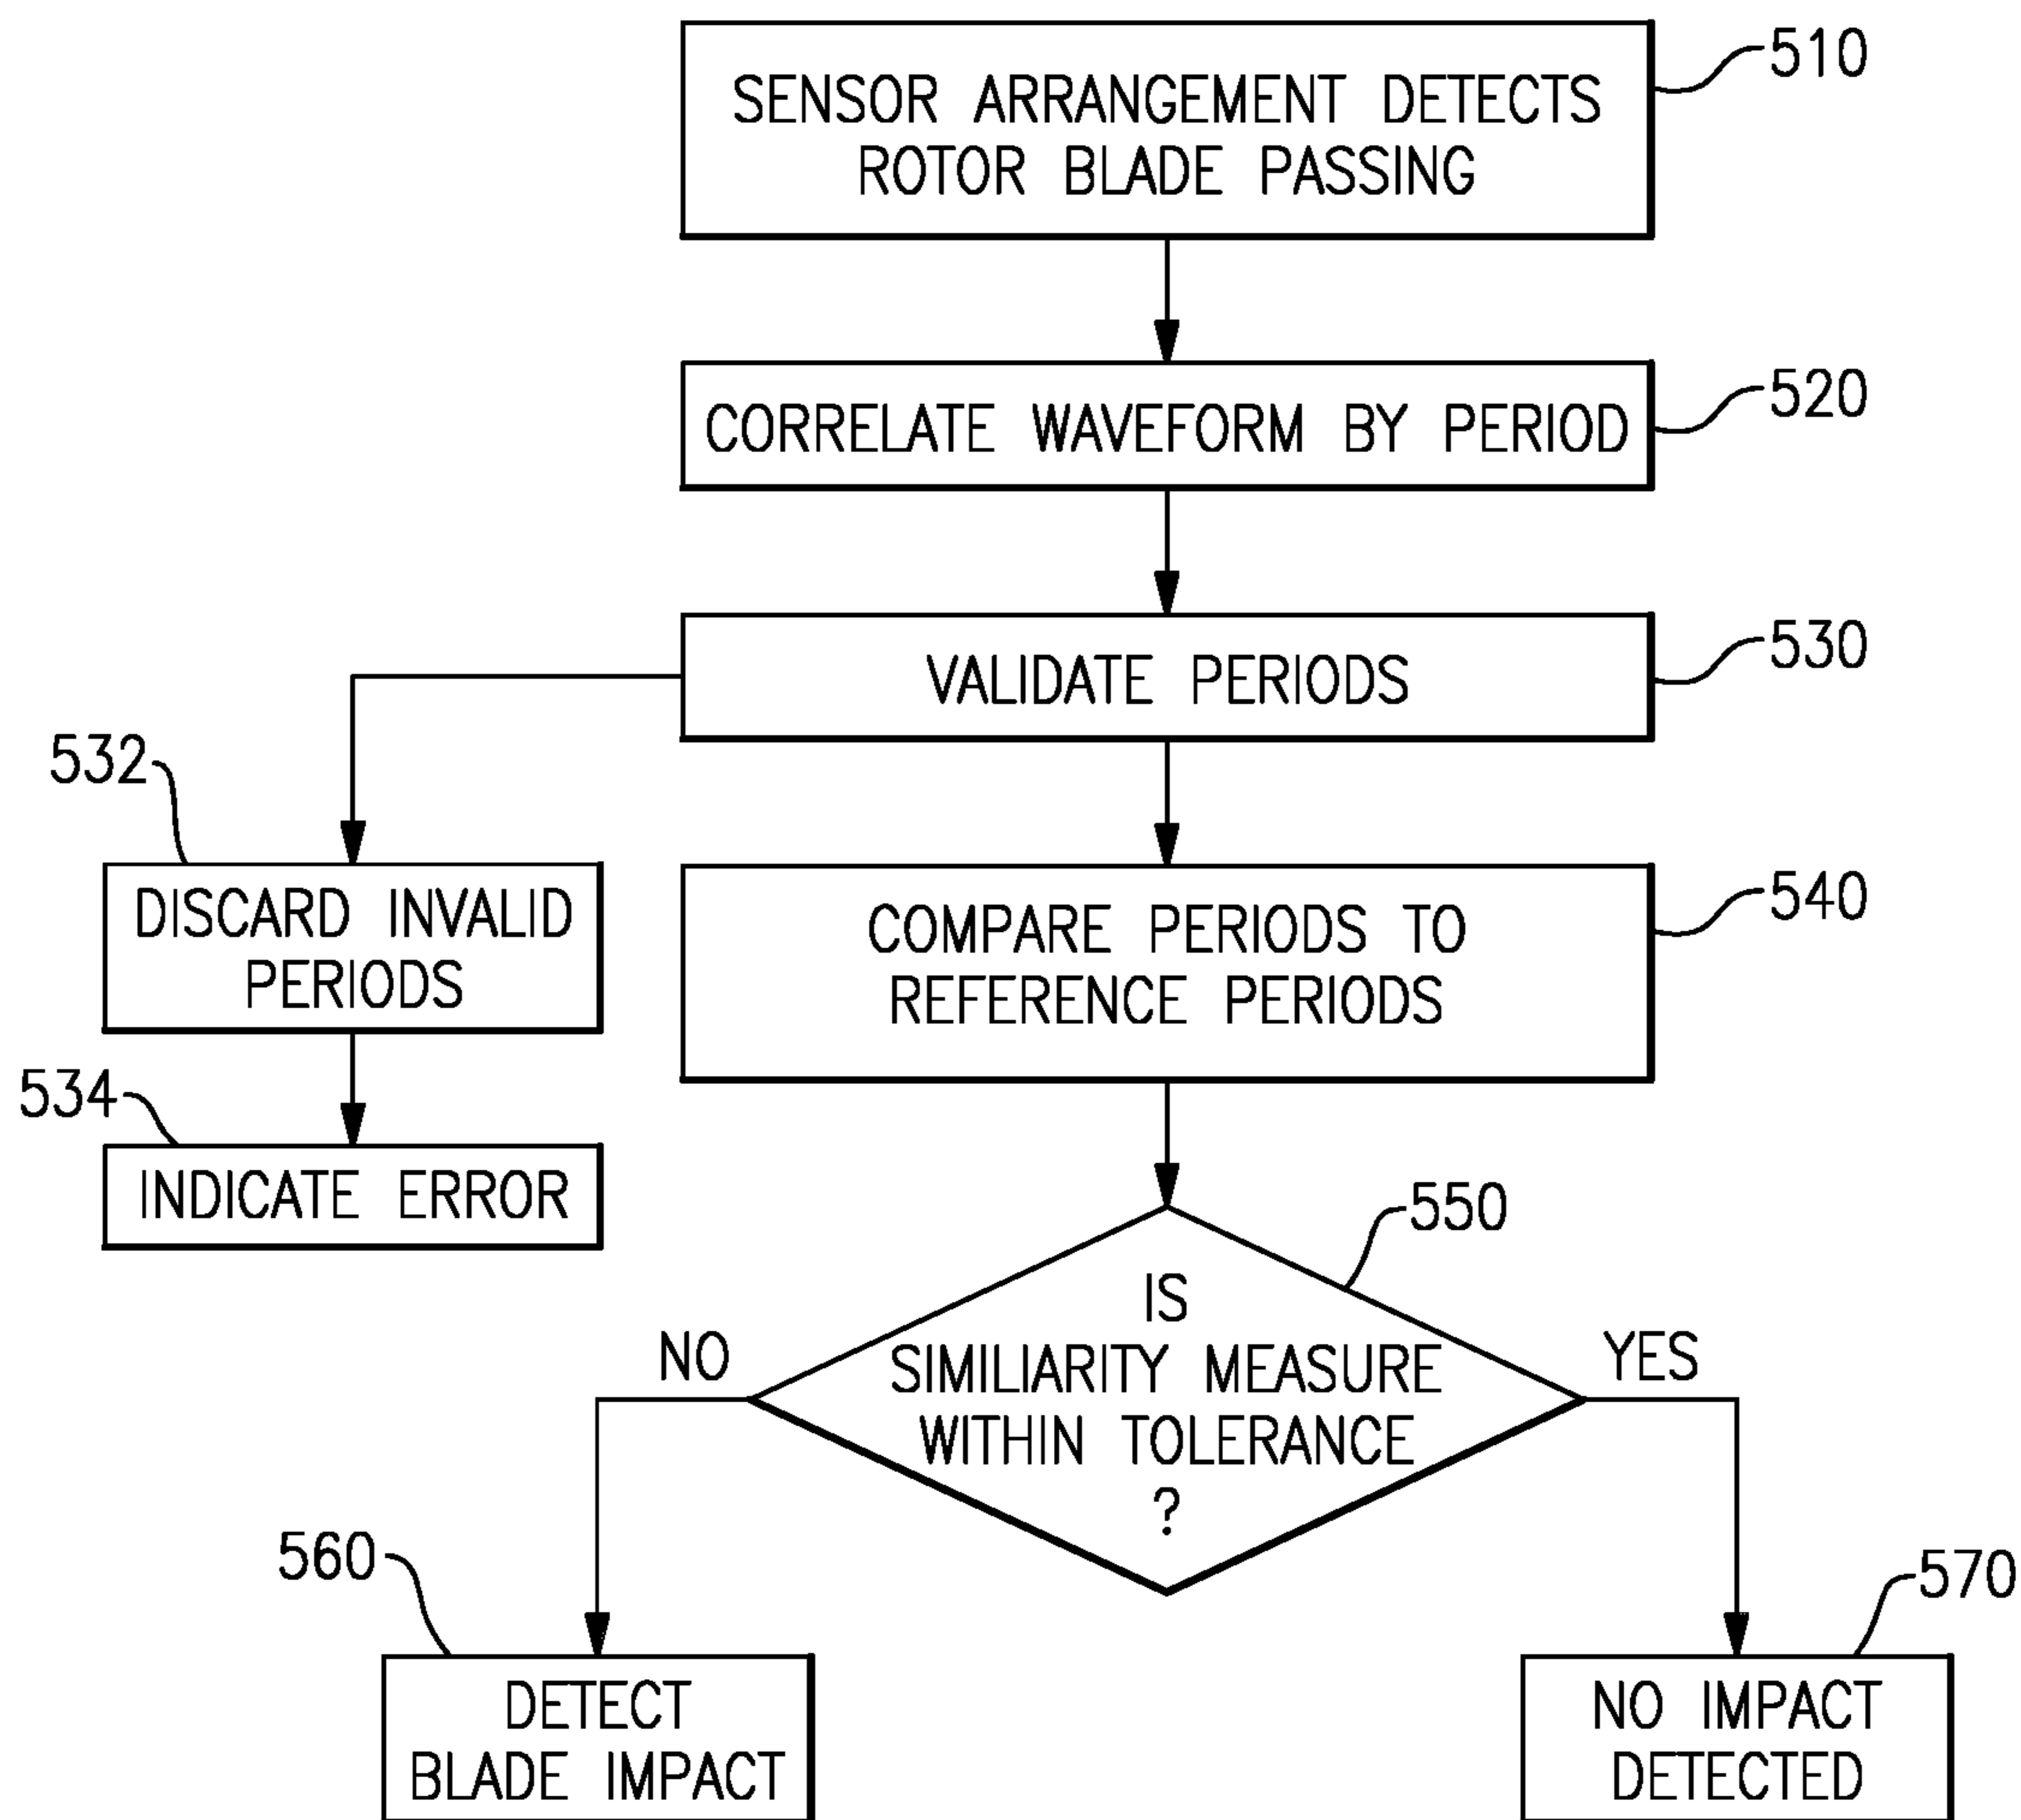 SENSOR ARRANGEMENT DETECTS
ROTOR BLADE PASSING
510
CORRELATE WAVEFORM BY PERIOD
520
VALIDATE PERIODS
530
532
DISCARD INVALID
PERIODS
COMPARE PERIODS TO
REFERENCE PERIODS
540
534
INDICATE ERROR
550
IS
SIMILIARITY MEASURE
WITHIN TOLERANCE
?
NO
YES
560
DETECT
BLADE IMPACT
570
NO IMPACT
DETECTED